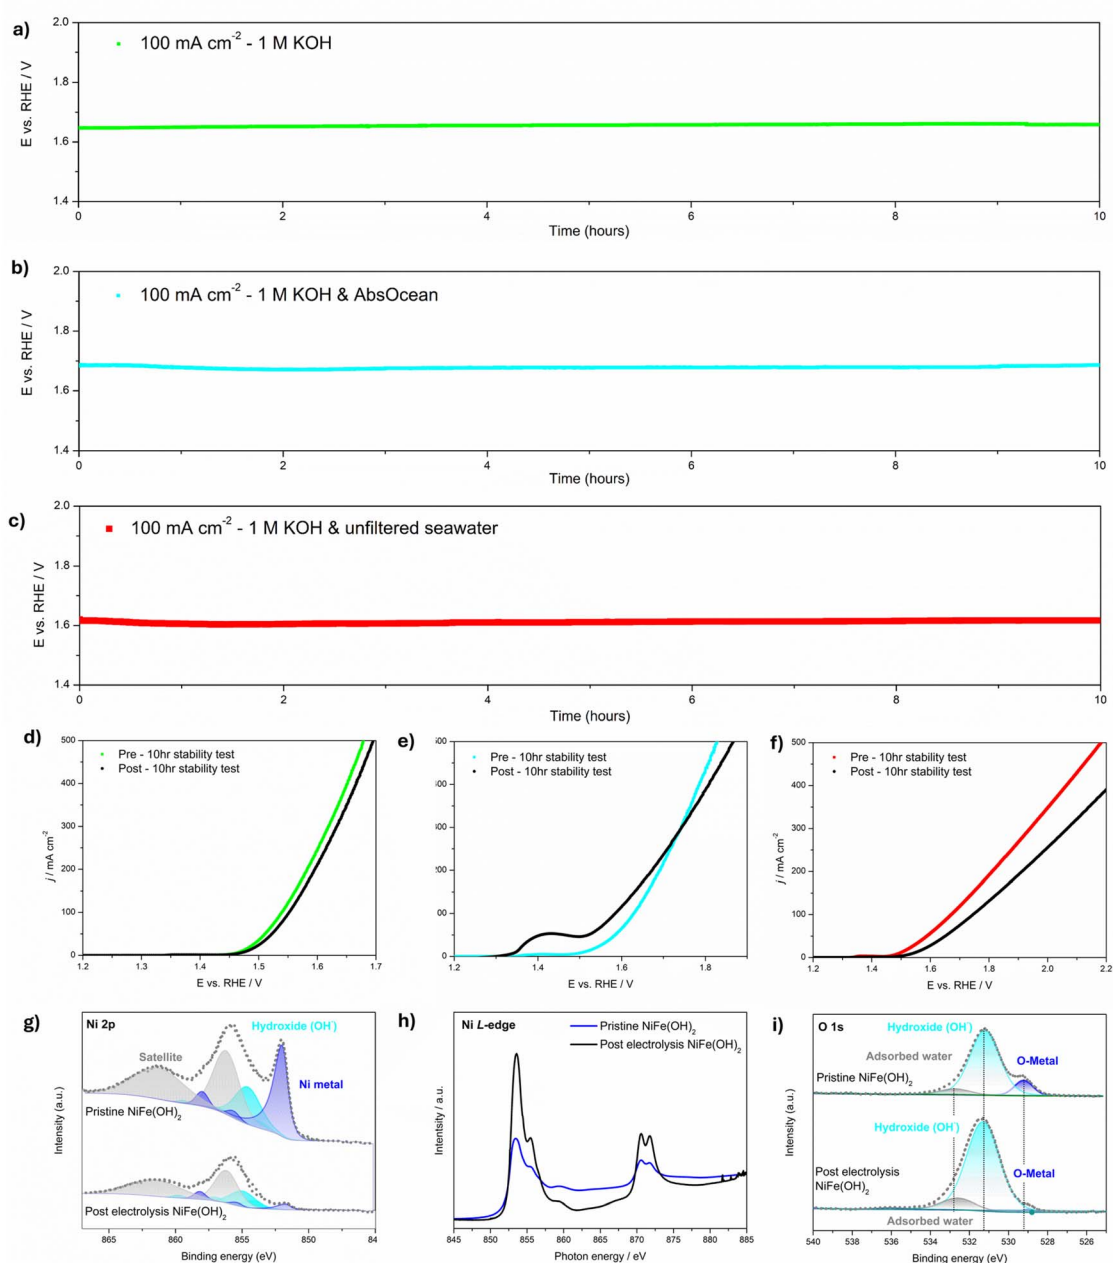 a)
2.0
1.8
1.6
1.4
E vs. RHE / V
100 mA cm-2 - 1 M KOH
0 2 4 6 8 10
Time (hours)
b)
2.0
1.8
1.6
1.4
E vs. RHE / V
100 mA cm-2 - 1 M KOH & AbsOcean
0 2 4 6 8 10
Time (hours)
c)
2.0
1.8
1.6
1.4
E vs. RHE / V
100 mA cm-2 - 1 M KOH & unfiltered seawater
0 2 4 6 8 10
Time (hours)
d)
500
400
300
200
100
0
j / mA cm-2
Pre - 10hr stability test
Post - 10hr stability test
1.2 1.3 1.4 1.5 1.6 1.7
E vs. RHE / V
e)
Pre - 10hr stability test
Post - 10hr stability test
0
1.2 1.4 1.6 1.8
E vs. RHE / V
f)
500
400
300
200
100
0
j / mA cm-2
Pre - 10hr stability test
Post - 10hr stability test
1.2 1.4 1.6 1.8 2.0 2.2
E vs. RHE / V
g)
Ni 2p
Hydroxide (OH-)
Satellite
Ni metal
Pristine NiFe(OH)2
Post electrolysis NiFe(OH)2
Intensity (a.u.)
865 860 855 850 84
Binding energy (eV)
h)
Ni L-edge
Pristine NiFe(OH)2
Post electrolysis NiFe(OH)2
Intentsity / a.u.
845 850 855 860 865 870 875 880 885
Photon energy / eV
i)
O 1s
Hydroxide (OH-)
Adsorbed water
O-Metal
Pristine NiFe(OH)2
Hydroxide (OH-)
Post electrolysis
NiFe(OH)2
O-Metal
Adsorbed water
Intensity (a.u.)
540 538 536 534 532 530 528 526
Binding energy (eV)